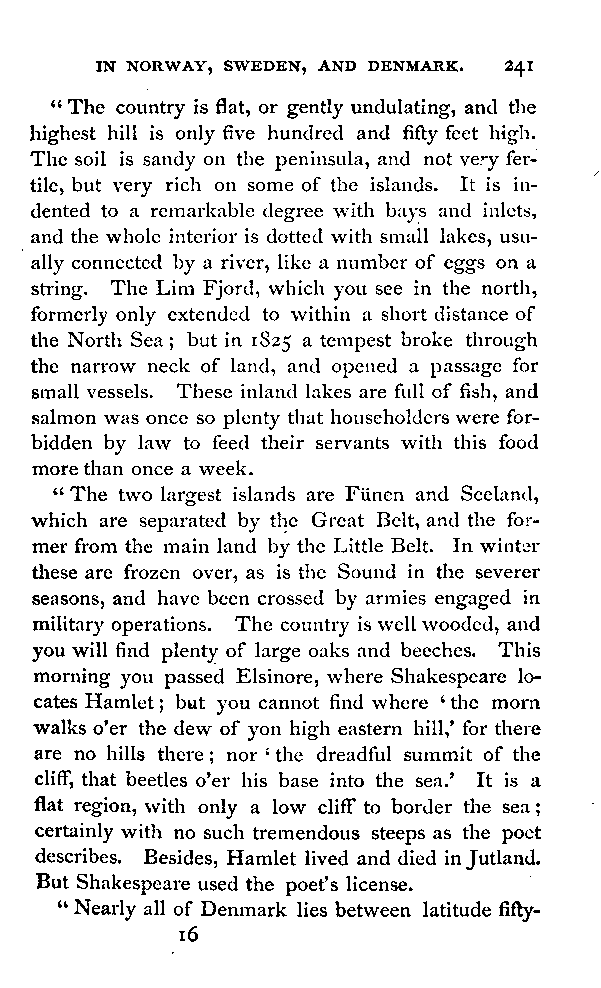 IN NORWAY, SWEDEN, AND DENMARK. 241
“ The country is flat, or gently undulating, and the
highest hill is only five hundred and fifty feet high.
The soil is sandy on the peninsula, and not very fer-
tile, but very rich on some of the islands. It is in-
dented to a remarkable degree with bays and inlets,
and the whole interior is dotted with small lakes, usu-
ally connected by a river, like a number of eggs on a
string. The Lim Fjord, which you see in the north,
formerly only extended to within a short distance of
the North Sea ; but in 1825 a tempest broke through
the narrow neck of land, and opened a passage for
small vessels. These inland lakes are full of fish, and
salmon was once so plenty that householders were for-
bidden by law to feed their servants with this food
more than once a week.
“ The two largest islands are Fünen and Seeland,
which are separated by the Great Belt, and the for-
mer from the main land by the Little Belt. In winter
these are frozen over, as is the Sound in the severer
seasons, and have been crossed by armies engaged in
military operations. The country is well wooded, and
you will find plenty of large oaks and beeches. This
morning you passed Elsinore, where Shakespeare lo-
cates Hamlet ; but you cannot find where ‘ the morn
walks o’er the dew of yon high eastern hill,’ for there
are no hills there ; nor ‘ the dreadful summit of the
cliff, that beetles o’er his base into the sea.’ It is a
flat region, with only a low cliff to border the sea ;
certainly with no such tremendous steeps as the poet
describes. Besides, Hamlet lived and died in Jutland.
But Shakespeare used the poet’s license.
“ Nearly all of Denmark lies between latitude fifty-
16